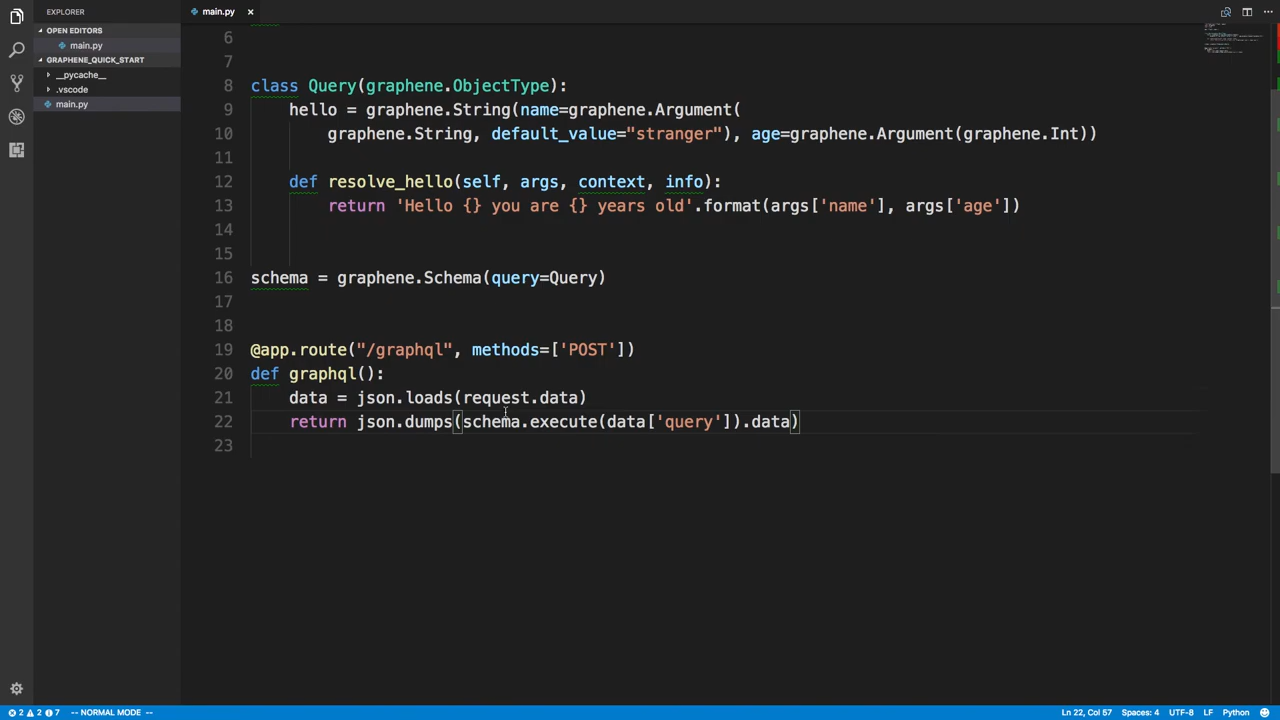 EXPLORER
main.py ×
OPEN EDITORS
main.py
GRAPHENE_QUICK_START
__pycache__
.vscode
main.py
6
7
8 class Query(graphene.ObjectType):
9 hello = graphene.String(name=graphene.Argument(
10 graphene.String, default_value="stranger"), age=graphene.Argument(graphene.Int))
11
12 def resolve_hello(self, args, context, info):
13 return 'Hello {} you are {} years old'.format(args['name'], args['age'])
14
15
16 schema = graphene.Schema(query=Query)
17
18
19 @app.route("/graphql", methods=['POST'])
20 def graphql():
21 data = json.loads(request.data)
22 return json.dumps(schema.execute(data['query']).data)
23
2 2 7 -- NORMAL MODE -- Ln 22, Col 57 Spaces: 4 UTF-8 LF Python